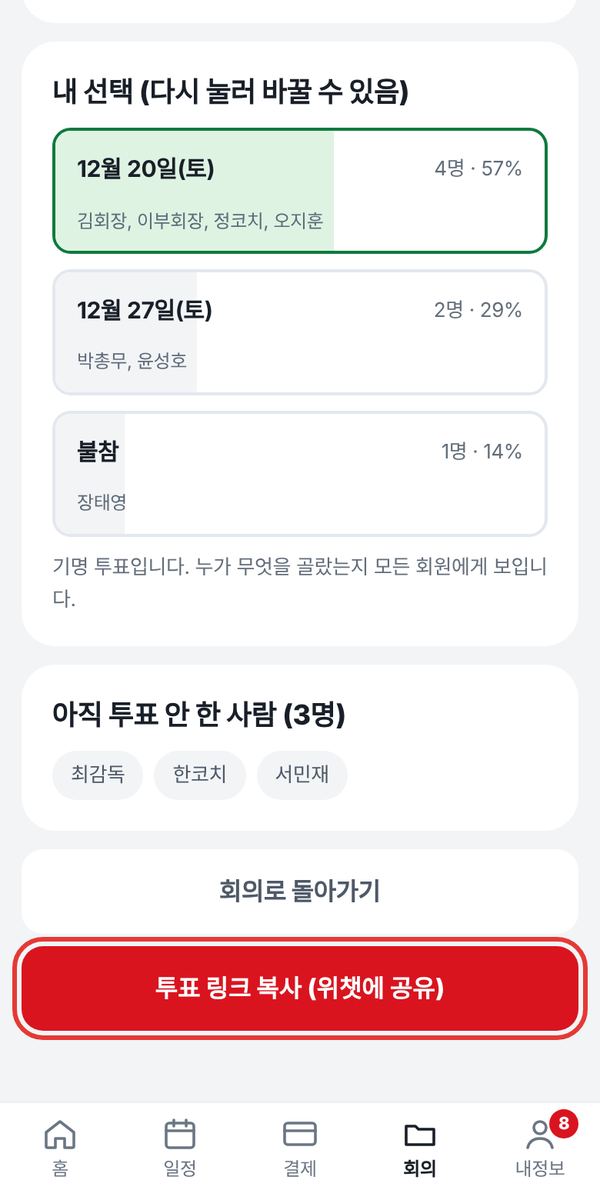 내 선택 (다시 눌러 바꿀 수 있음)
12월 20일(토)
4명 · 57%
김회장, 이부회장, 정코치, 오지훈
12월 27일(토)
2명 · 29%
박총무, 윤성호
불참
1명 · 14%
장태영
기명 투표입니다. 누가 무엇을 골랐는지 모든 회원에게 보입니
다.
아직 투표 안 한 사람 (3명)
최감독
한코치
서민재
회의로 돌아가기
투표 링크 복사 (위챗에 공유)
8
홈
일정
결제
회의
내정보